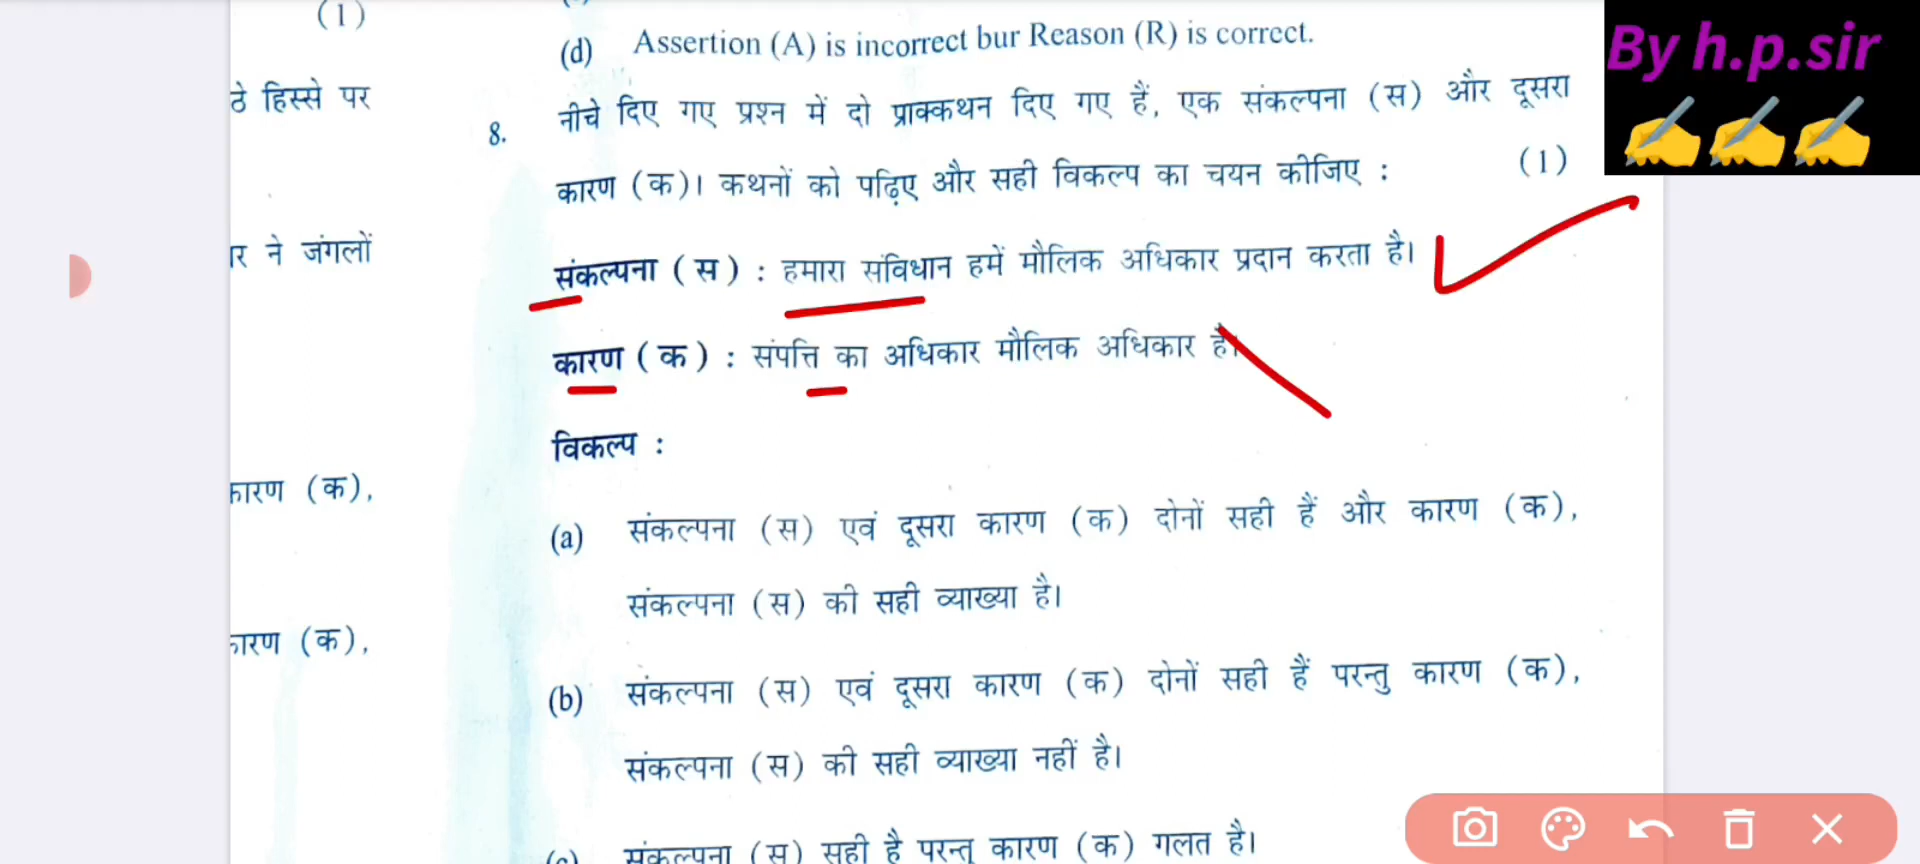 (1)
(d) Assertion (A) is incorrect bur Reason (R) is correct.
By h.p.sir
ठे हिस्से पर
8. नीचे दिए गए प्रश्न में दो प्राक्कथन दिए गए हैं, एक संकल्पना (स) और दूसरा
कारण (क)। कथनों को पढ़िए और सही विकल्प का चयन कीजिए : (1)
र ने जंगलों
संकल्पना (स) : हमारा संविधान हमें मौलिक अधिकार प्रदान करता है।
कारण (क) : संपत्ति का अधिकार मौलिक अधिकार है।
विकल्प :
कारण (क),
(a) संकल्पना (स) एवं दूसरा कारण (क) दोनों सही हैं और कारण (क),
संकल्पना (स) की सही व्याख्या है।
कारण (क),
(b) संकल्पना (स) एवं दूसरा कारण (क) दोनों सही हैं परन्तु कारण (क),
संकल्पना (स) की सही व्याख्या नहीं है।
(c) संकल्पना (स) सही है परन्तु कारण (क) गलत है।